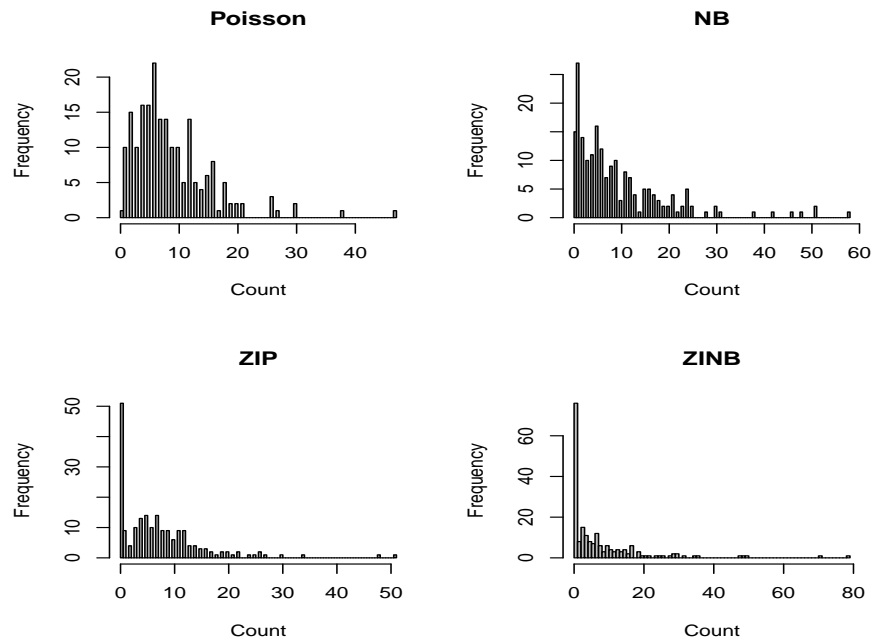 Poisson
Frequency
20
15
10
5
0
0 10 20 30 40
Count
NB
Frequency
20
10
5
0
0 10 20 30 40 50 60
Count
ZIP
Frequency
50
30
10
0
0 10 20 30 40 50
Count
ZINB
Frequency
60
40
20
0
0 20 40 60 80
Count